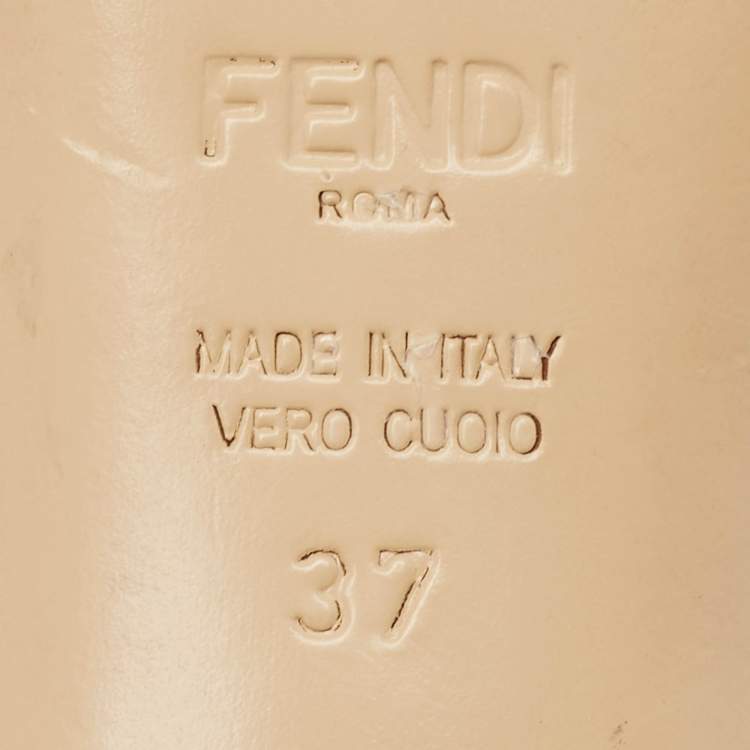 FENDI
ROMA
MADE IN ITALY
VERO CUOIO
37